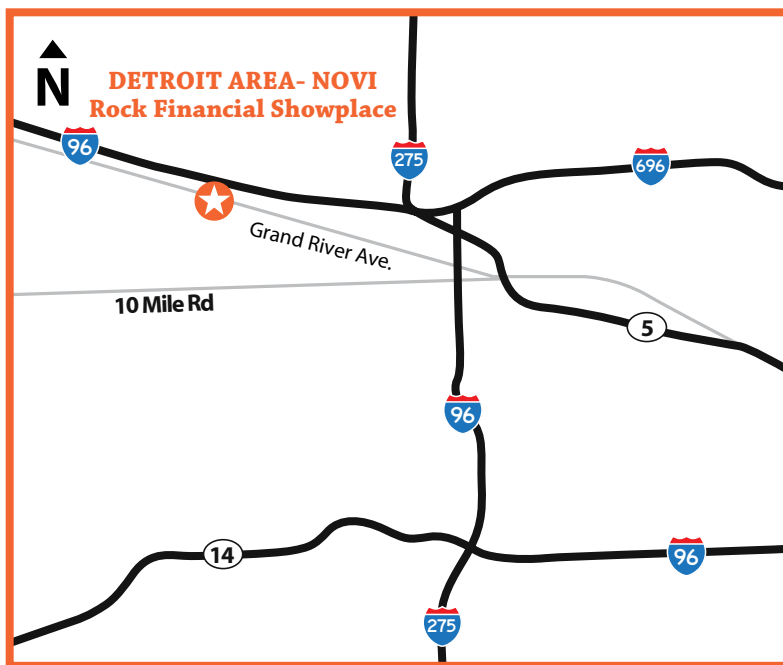 N
DETROIT AREA- NOVI
Rock Financial Showplace
96
275
696
Grand River Ave.
10 Mile Rd
5
96
14
96
275